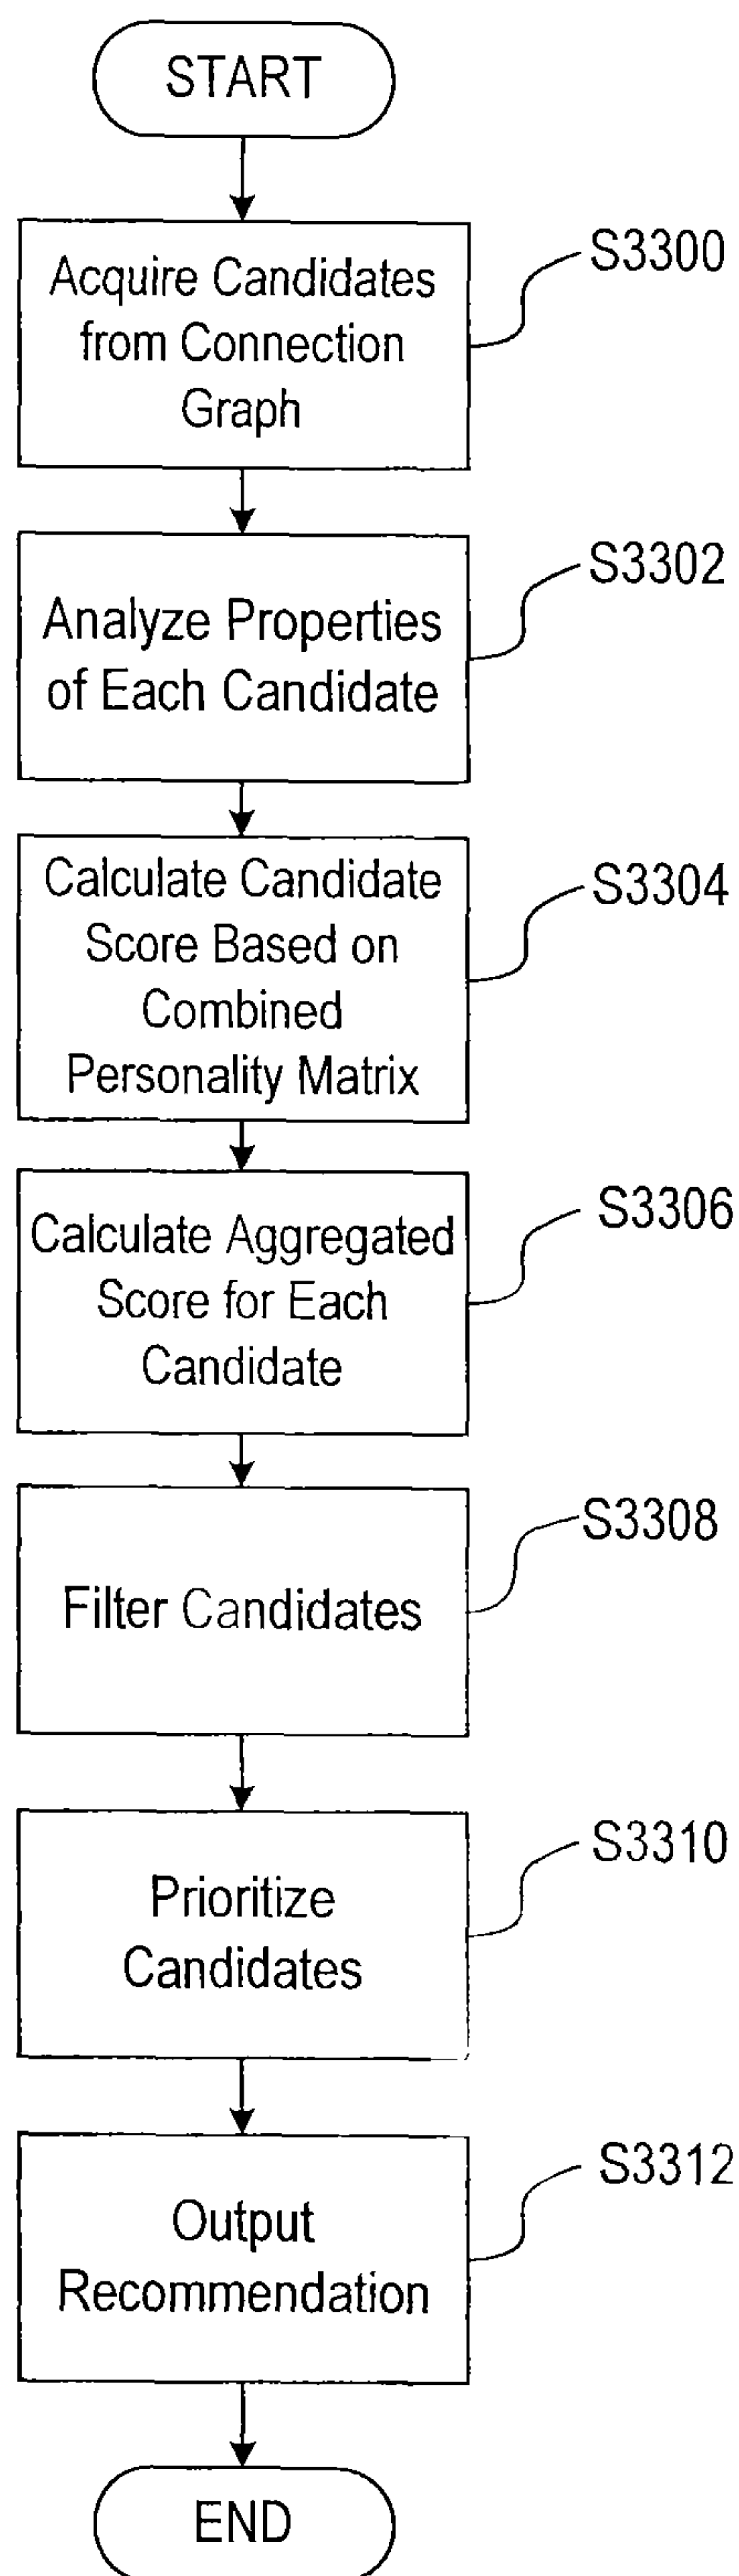 START
Acquire Candidates
from Connection
Graph
S3300
Analyze Properties
of Each Candidate
S3302
Calculate Candidate
Score Based on
Combined
Personality Matrix
S3304
Calculate Aggregated
Score for Each
Candidate
S3306
Filter Candidates
S3308
Prioritize
Candidates
S3310
Output
Recommendation
S3312
END